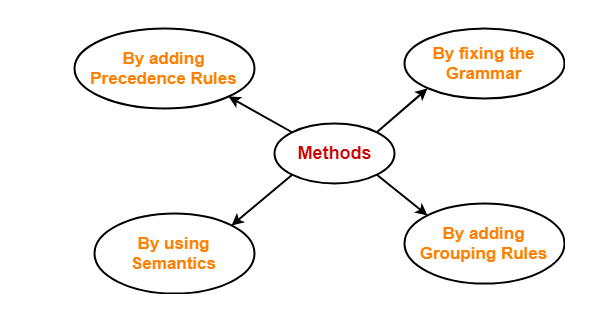 By adding
Precedence Rules
By fixing the
Grammar
Methods
By using
Semantics
By adding
Grouping Rules